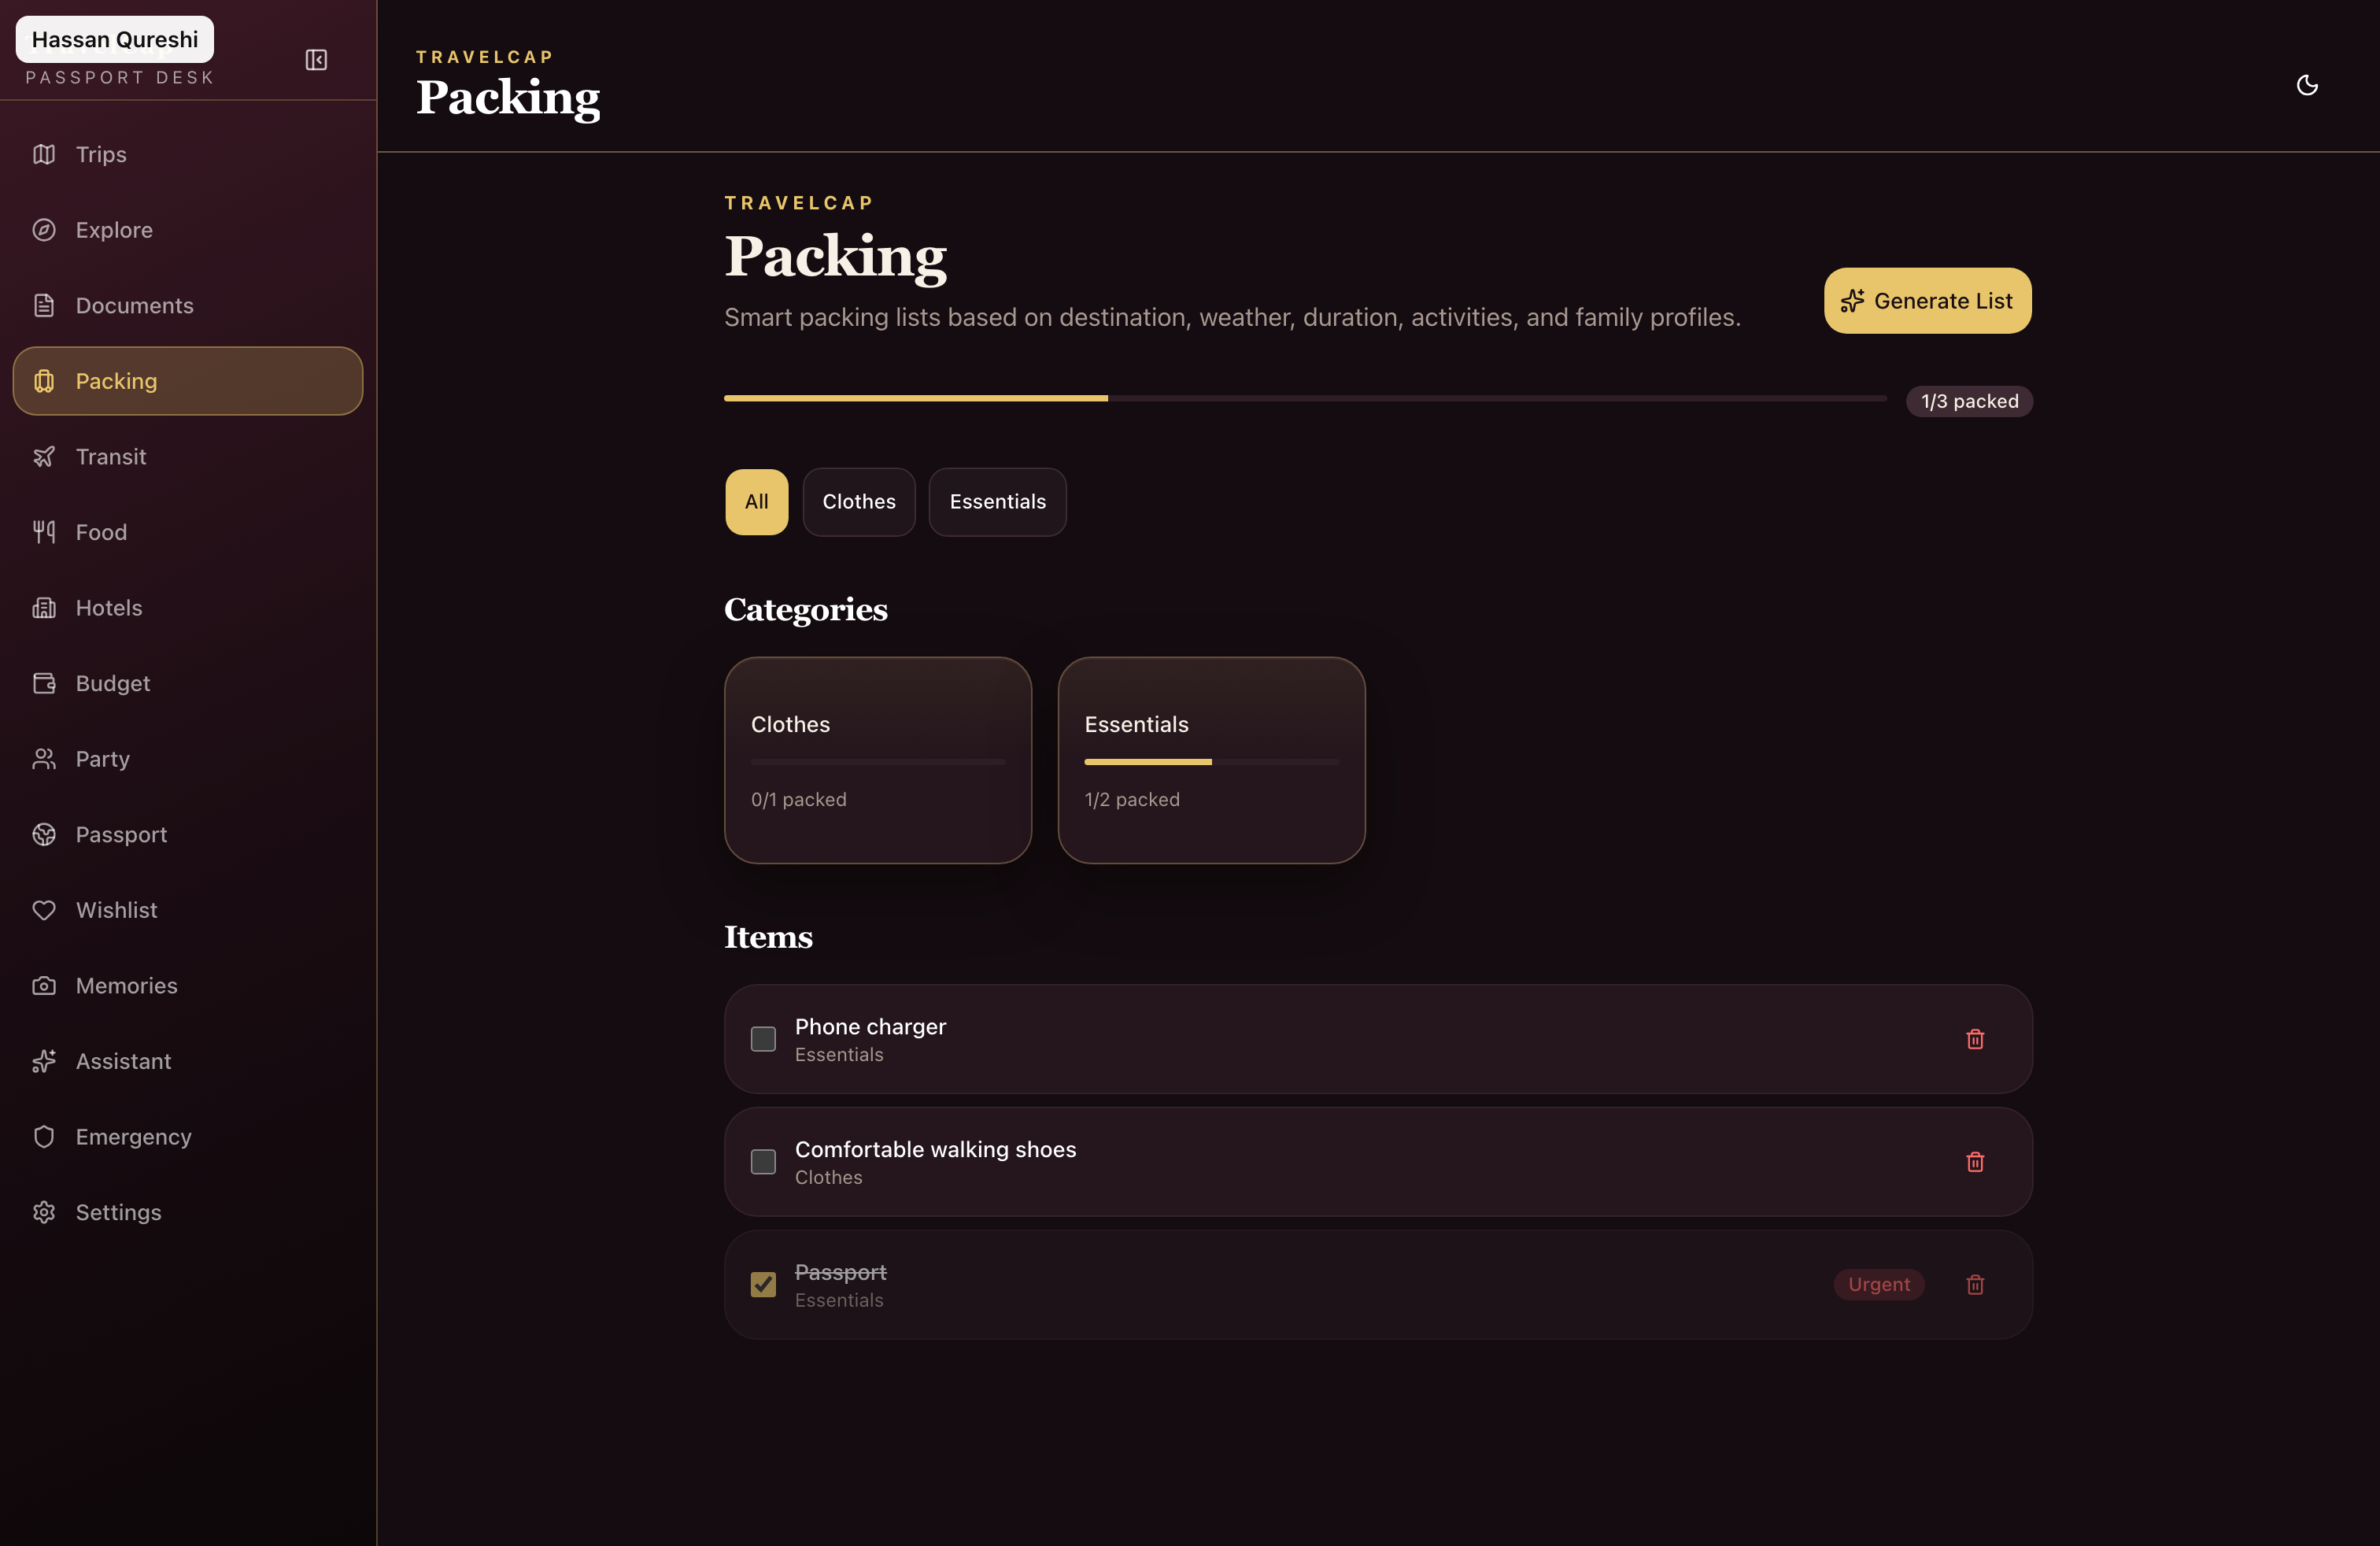 Hassan Qureshi
PASSPORT DESK
Trips
Explore
Documents
Packing
Transit
Food
Hotels
Budget
Party
Passport
Wishlist
Memories
Assistant
Emergency
Settings
TRAVELCAP
Packing
TRAVELCAP
Packing
Smart packing lists based on destination, weather, duration, activities, and family profiles.
Generate List
1/3 packed
All
Clothes
Essentials
Categories
Clothes
0/1 packed
Essentials
1/2 packed
Items
Phone charger
Essentials
Comfortable walking shoes
Clothes
Passport
Essentials
Urgent